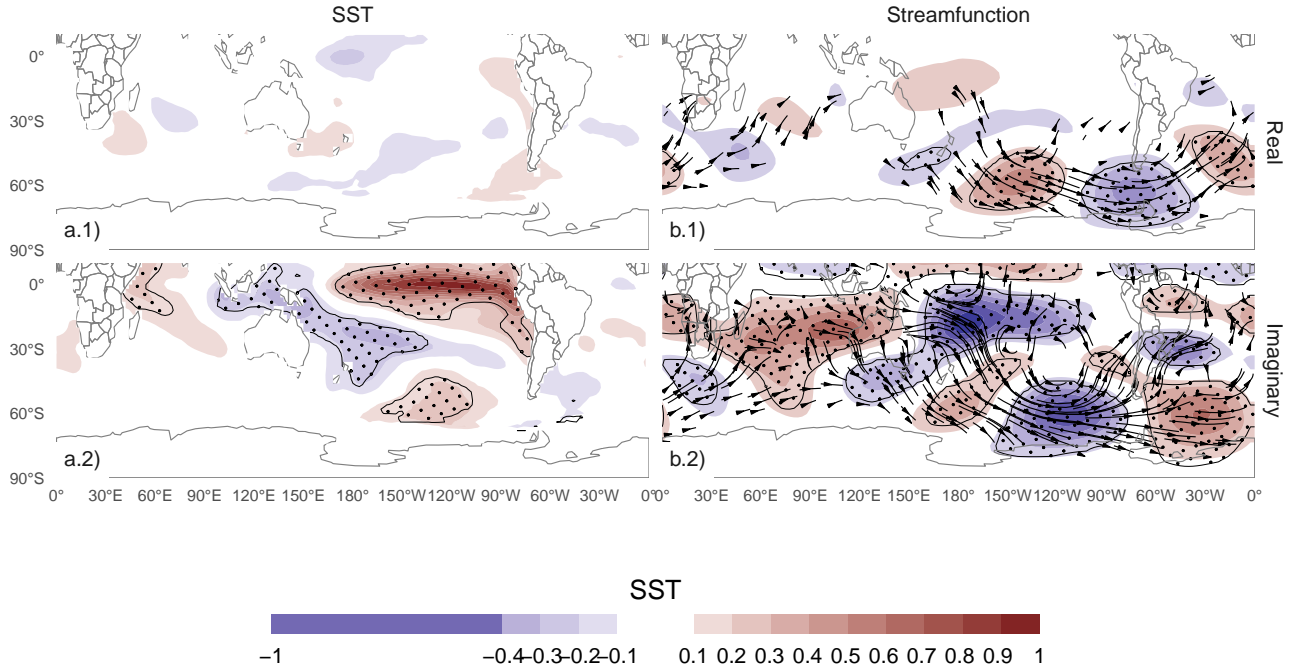 SST
Streamfunction
0°
30°S
60°S
90°S
a.1)
b.1)
Real
0°
30°S
60°S
90°S
a.2)
b.2)
Imaginary
0° 30°E 60°E 90°E 120°E 150°E 180° 150°W 120°W 90°W 60°W 30°W 0°
0° 30°E 60°E 90°E 120°E 150°E 180° 150°W 120°W 90°W 60°W 30°W 0°
SST
−1 −0.4 −0.3 −0.2 −0.1 0.1 0.2 0.3 0.4 0.5 0.6 0.7 0.8 0.9 1